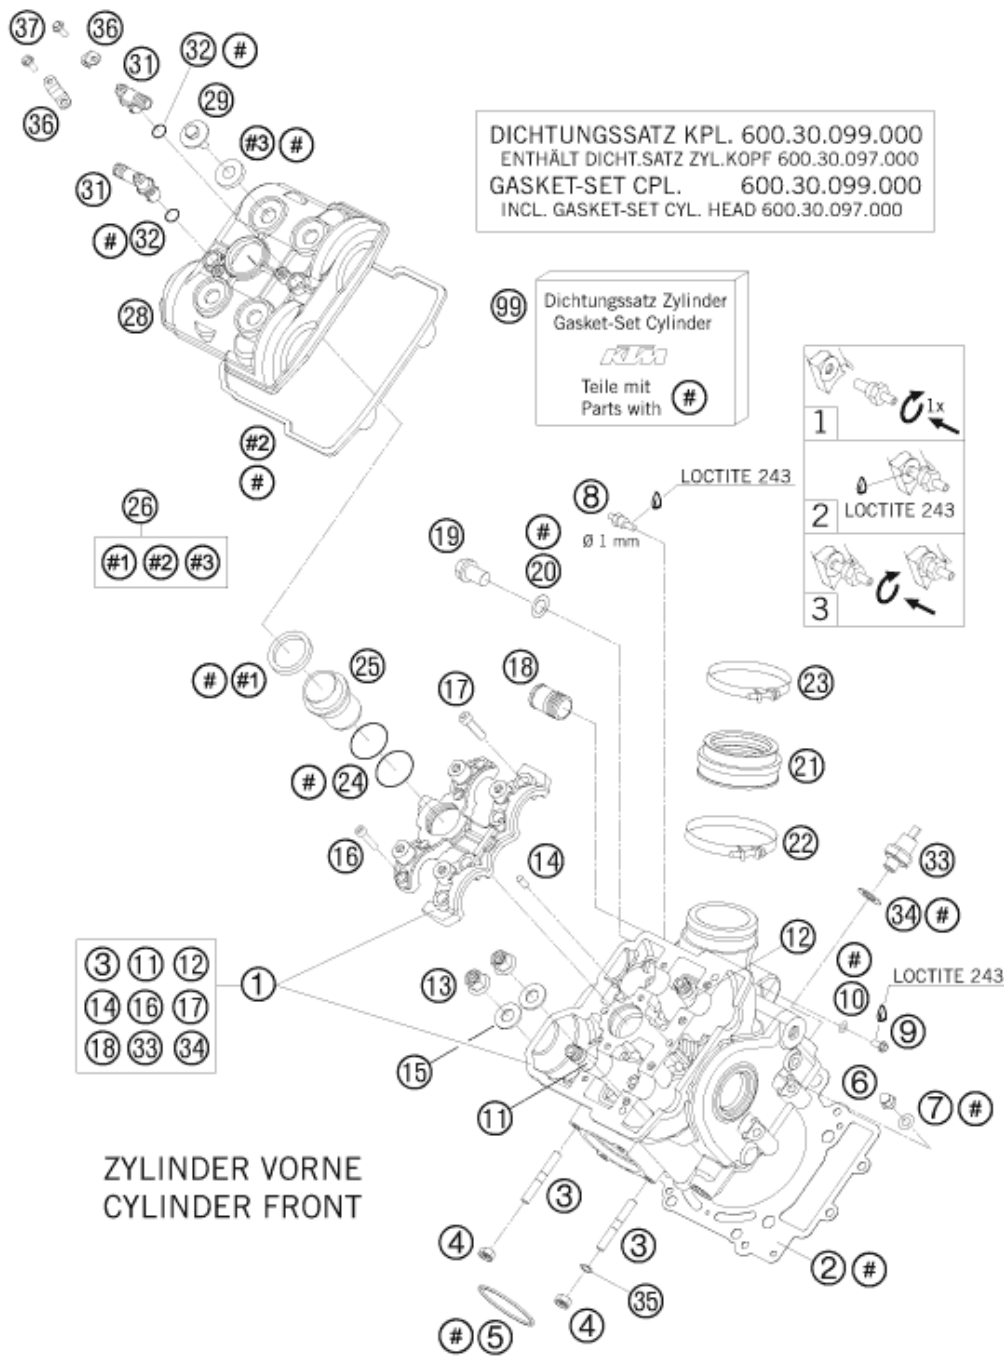 37 36
31
32 #
29
#3 #
36
31
# 32
28
DICHTUNGSSATZ KPL. 600.30.099.000
ENTHÄLT DICHT.SATZ ZYL.KOPF 600.30.097.000
GASKET-SET CPL. 600.30.099.000
INCL. GASKET-SET CYL. HEAD 600.30.097.000
99
Dichtungssatz Zylinder
Gasket-Set Cylinder
KTM
Teile mit
Parts with #
1x
1
LOCTITE 243
2
3
#2
#
26
#1 #2 #3
8
LOCTITE 243
Ø 1 mm
19
#
20
# #1
25
17
18
23
21
22
# 24
16
14
33
34 #
12
#
10
LOCTITE 243
9
3 11 12
14 16 17
18 33 34
1
13
15
11
6
7 #
ZYLINDER VORNE
CYLINDER FRONT
3
4
3
35
4
# 5
2 #